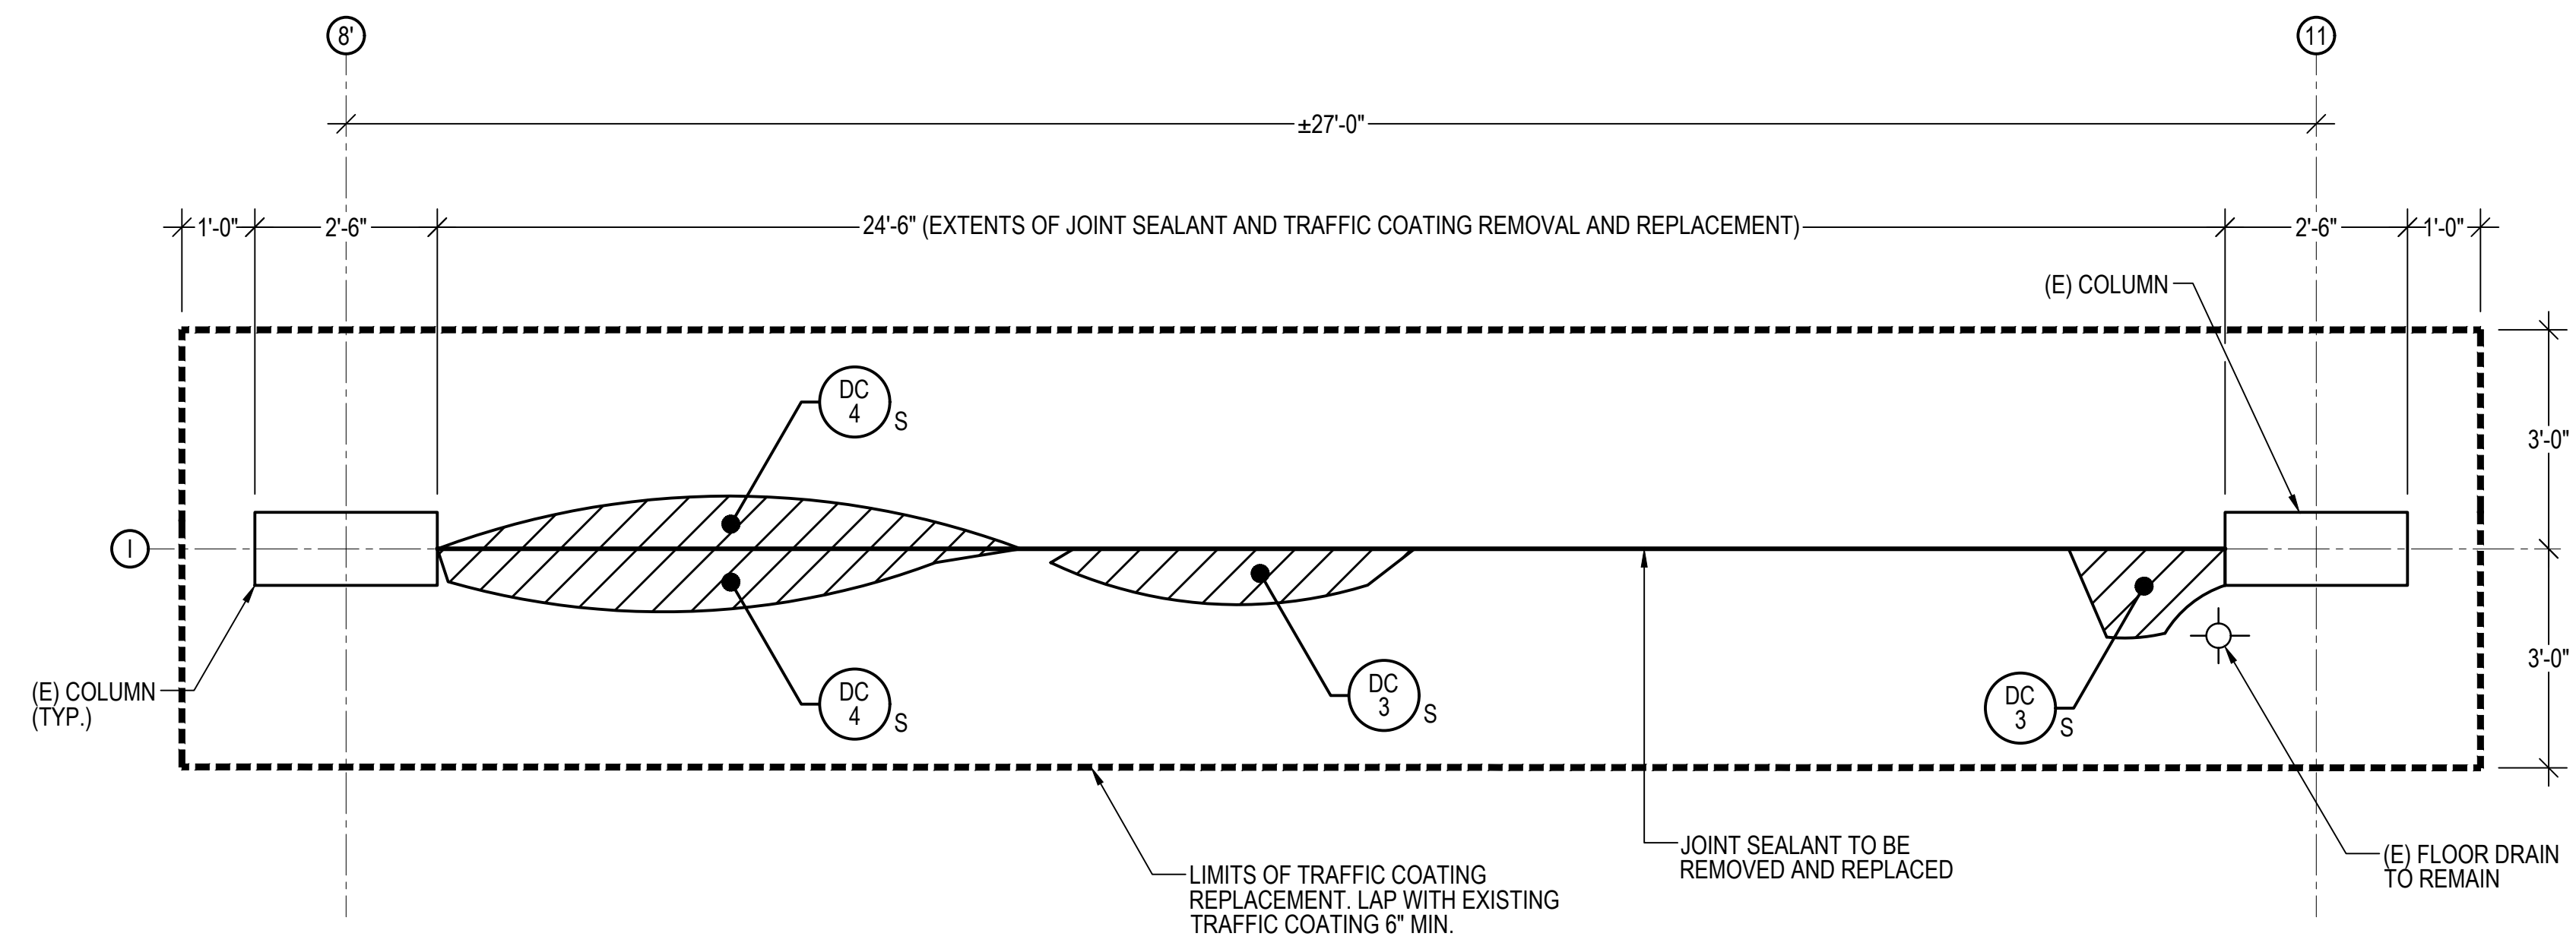 8'
11
±27'-0"
1'-0"
2'-6"
24'-6" (EXTENTS OF JOINT SEALANT AND TRAFFIC COATING REMOVAL AND REPLACEMENT)
2'-6"
1'-0"
(E) COLUMN
DC
4
S
3'-0"
I
(E) COLUMN
(TYP.)
DC
4
S
DC
3
S
DC
3
S
3'-0"
JOINT SEALANT TO BE
REMOVED AND REPLACED
(E) FLOOR DRAIN
TO REMAIN
LIMITS OF TRAFFIC COATING
REPLACEMENT. LAP WITH EXISTING
TRAFFIC COATING 6" MIN.